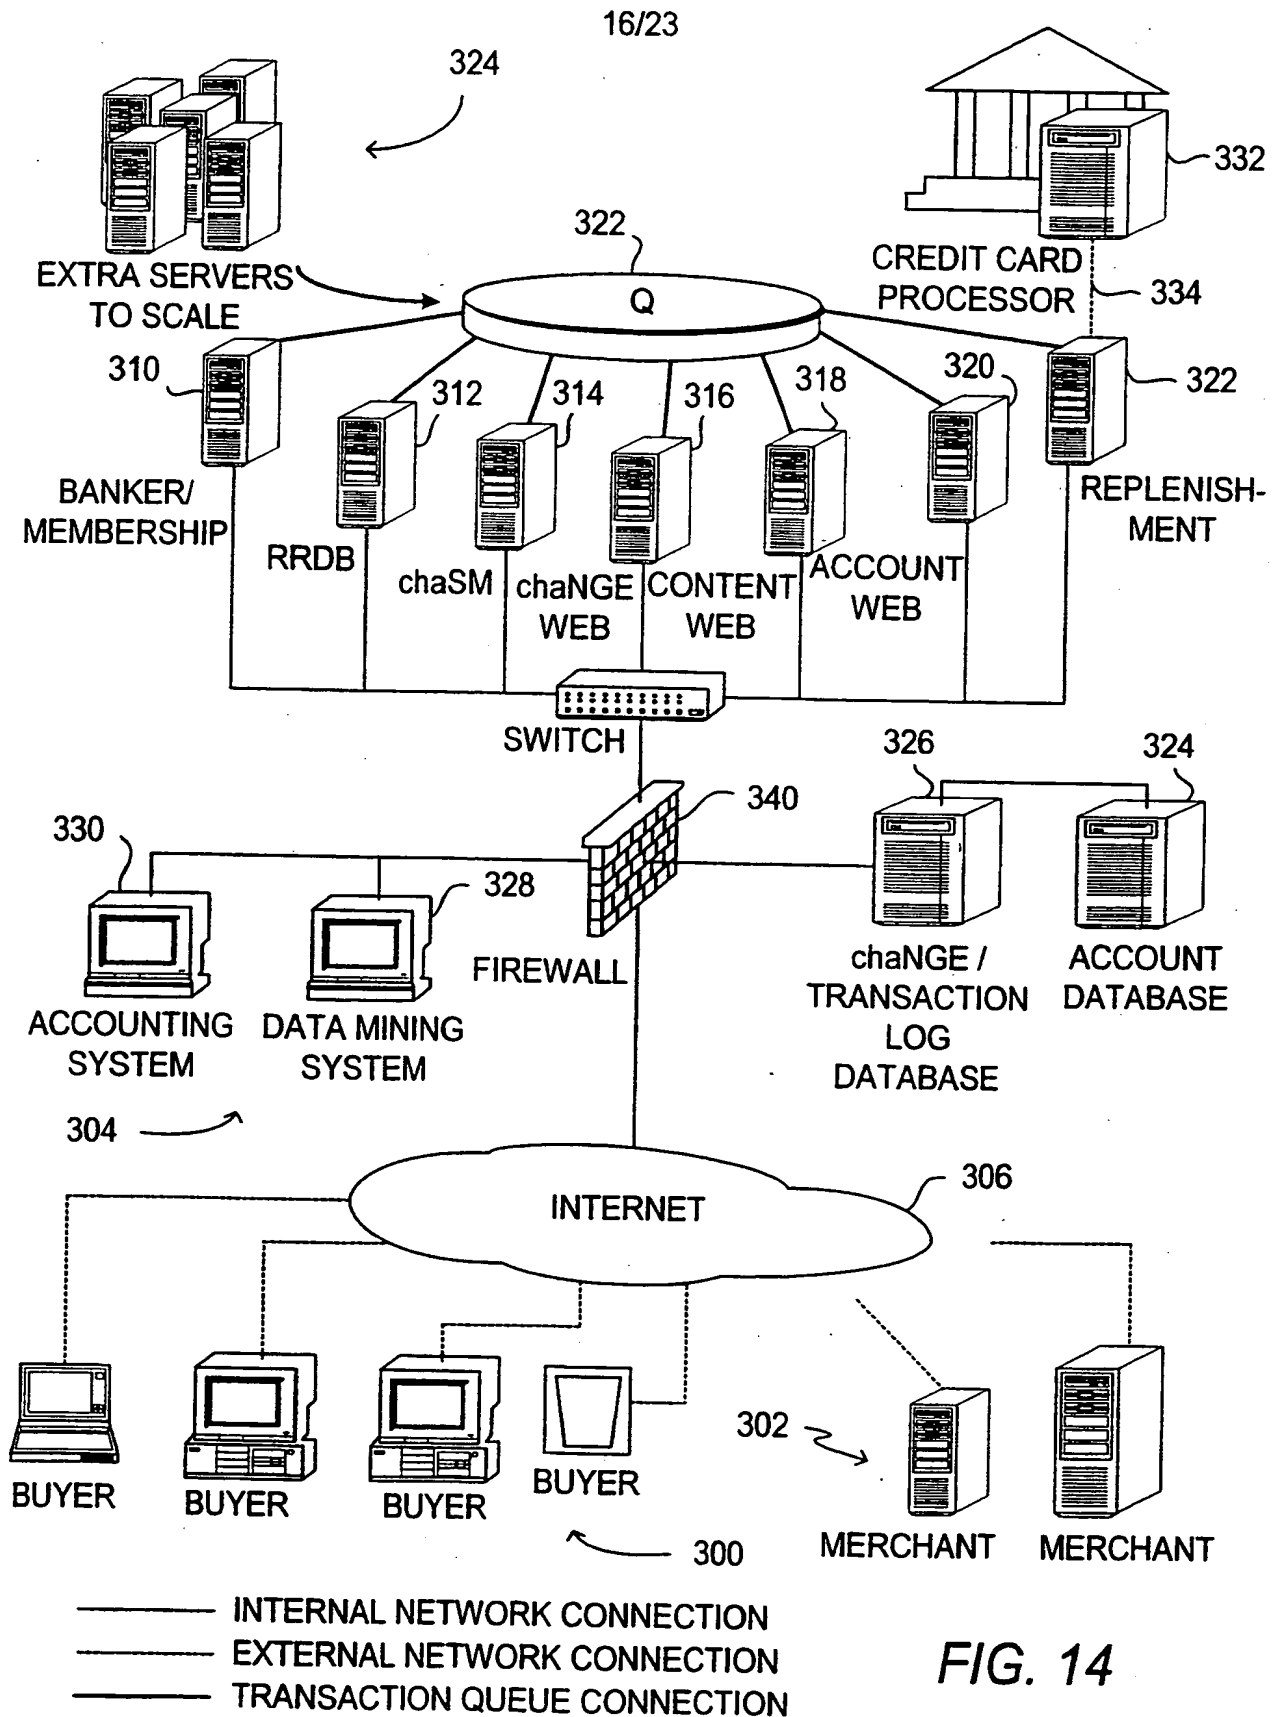 16/23
324
332
322
EXTRA SERVERS
TO SCALE
Q
CREDIT CARD
PROCESSOR
334
310
312
314
316
318
320
322
BANKER/
MEMBERSHIP
RRDB
chaSM
chaNGE
WEB
CONTENT
WEB
ACCOUNT
WEB
REPLENISH-
MENT
SWITCH
326
324
340
330
328
FIREWALL
chaNGE /
TRANSACTION
LOG
DATABASE
ACCOUNT
DATABASE
ACCOUNTING
SYSTEM
DATA MINING
SYSTEM
304
INTERNET
306
302
BUYER
BUYER
BUYER
BUYER
MERCHANT
MERCHANT
300
INTERNAL NETWORK CONNECTION
EXTERNAL NETWORK CONNECTION
TRANSACTION QUEUE CONNECTION
FIG. 14